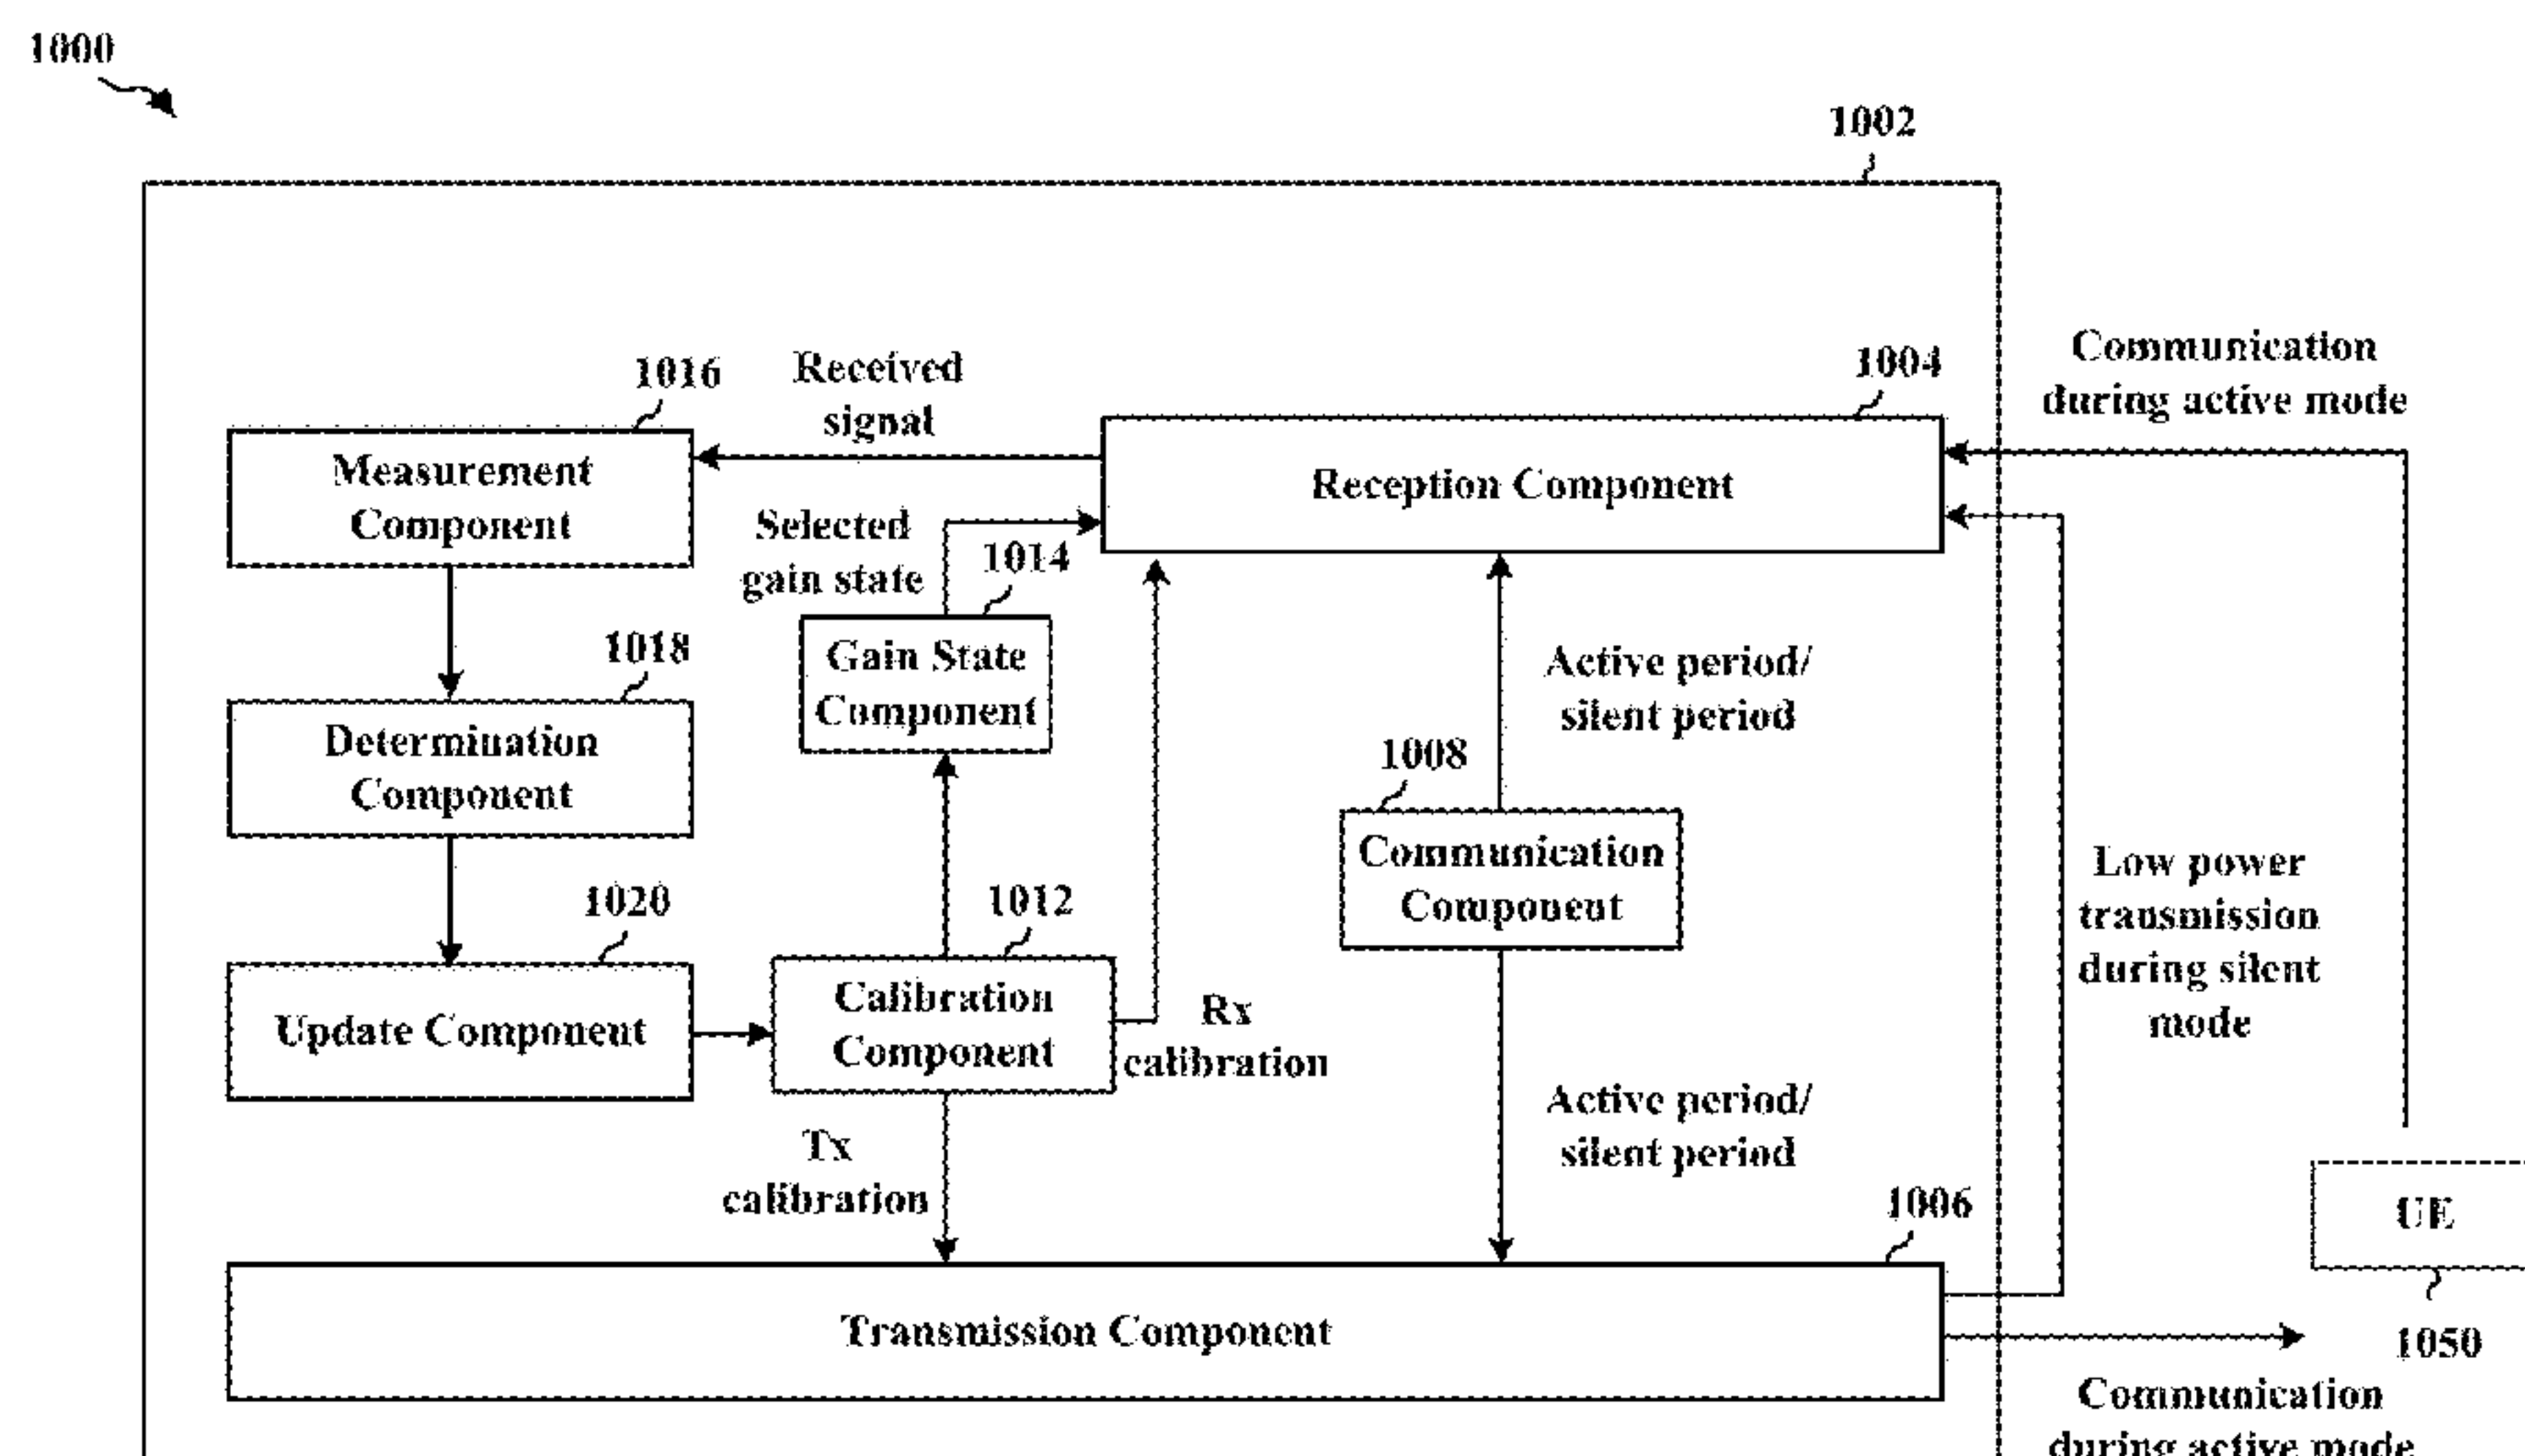 1000
1002
1016
Received
signal
1004
Communication
during active mode
Measurement
Component
Reception Component
Selected
gain state
1014
1018
Gain State
Component
Active period/
silent period
Determination
Component
1008
Communication
Component
Low power
transmission
during silent
mode
1020
1012
Update Component
Calibration
Component
Rx
calibration
Tx
calibration
Active period/
silent period
1006
UE
Transmission Component
1050
Communication
during active mode